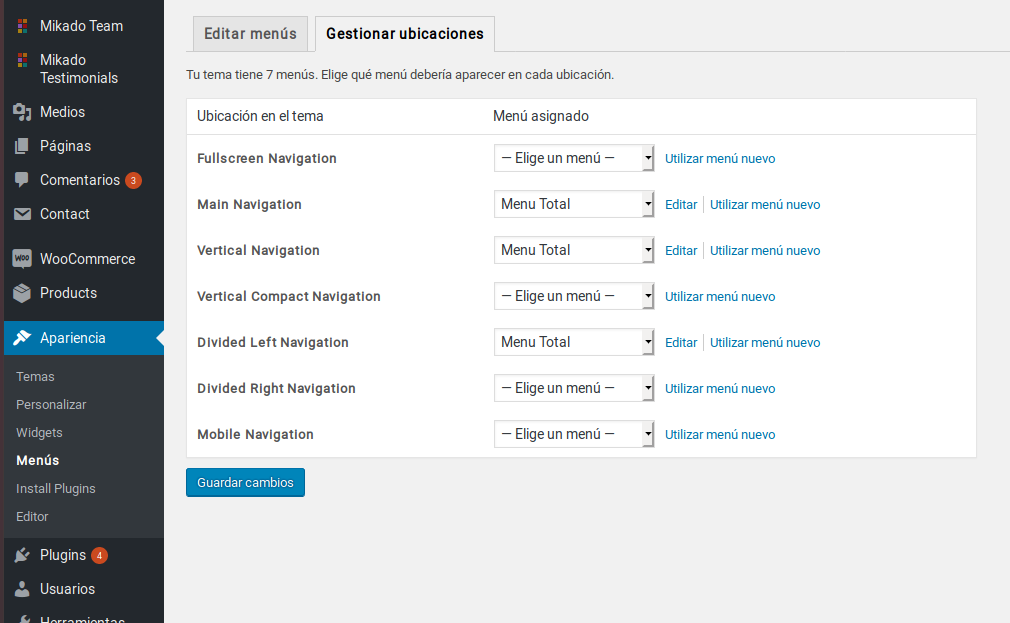 Mikado Team
Mikado
Testimonials
Medios
Páginas
Comentarios 3
Contact
WOO WooCommerce
Products
Apariencia
Temas
Personalizar
Widgets
Menús
Install Plugins
Editor
Plugins 4
Usuarios
Herramientas
Editar menús Gestionar ubicaciones
Tu tema tiene 7 menús. Elige qué menú debería aparecer en cada ubicación.
Ubicación en el tema Menú asignado
Fullscreen Navigation — Elige un menú — Utilizar menú nuevo
Main Navigation Menu Total Editar Utilizar menú nuevo
Vertical Navigation Menu Total Editar Utilizar menú nuevo
Vertical Compact Navigation — Elige un menú — Utilizar menú nuevo
Divided Left Navigation Menu Total Editar Utilizar menú nuevo
Divided Right Navigation — Elige un menú — Utilizar menú nuevo
Mobile Navigation — Elige un menú — Utilizar menú nuevo
Guardar cambios